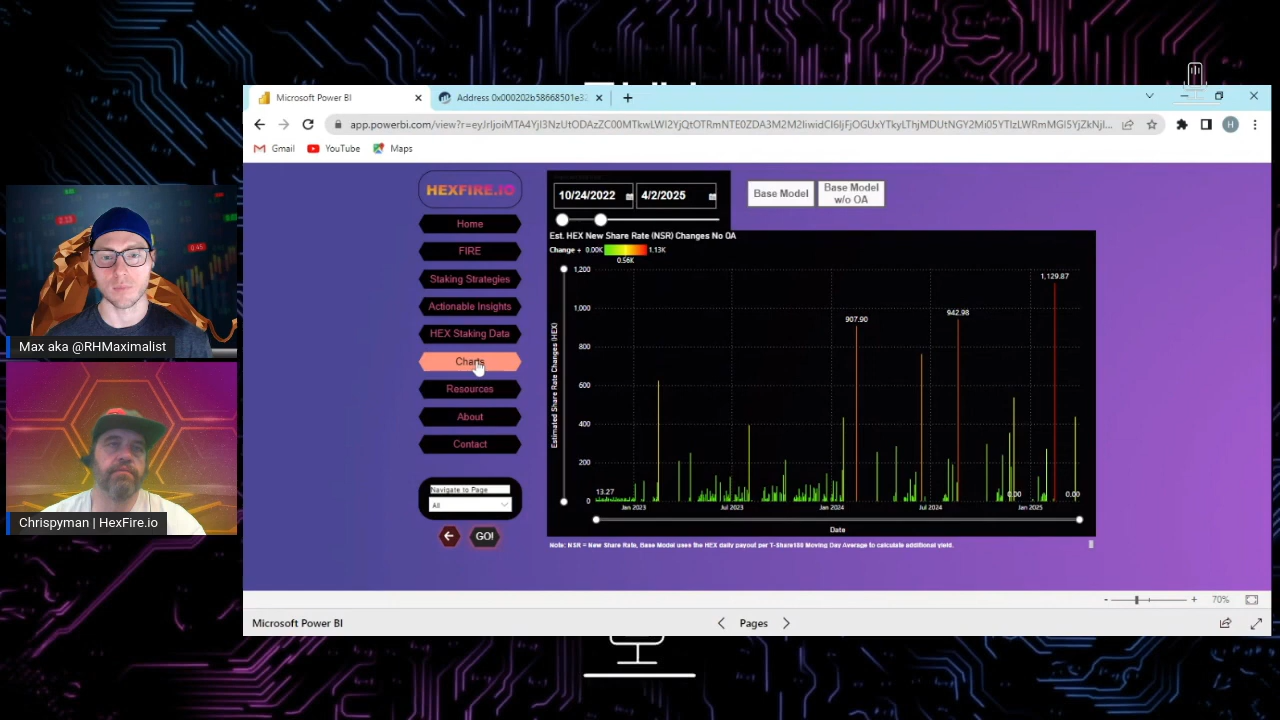 Microsoft Power BI
Address 0x000202b58668501e3
Gmail
YouTube
Maps
HEXFIRE.IO
Home
FIRE
Staking Strategies
Actionable Insights
HEX Staking Data
Charts
Resources
About
Contact
Navigate to Page
All
GO!
10/24/2022
4/2/2025
Base Model
Base Model
w/o OA
Est. HEX New Share Rate (NSR) Changes No OA
Change + 0.00K 1.13K
0.56K
Estimated Share Rate Changes (HEX)
1,200
1,000
800
600
400
200
0
13.27
907.90
942.98
1,129.87
0.00
0.00
Jan 2023
Jul 2023
Jan 2024
Jul 2024
Jan 2025
Date
Note: NSR = New Share Rate, Base Model uses the HEX daily payout per T-Share180 Moving Day Average to calculate additional yield.
70%
Microsoft Power BI
Pages
Max aka @RHMaximalist
Chrispyman | HexFire.io